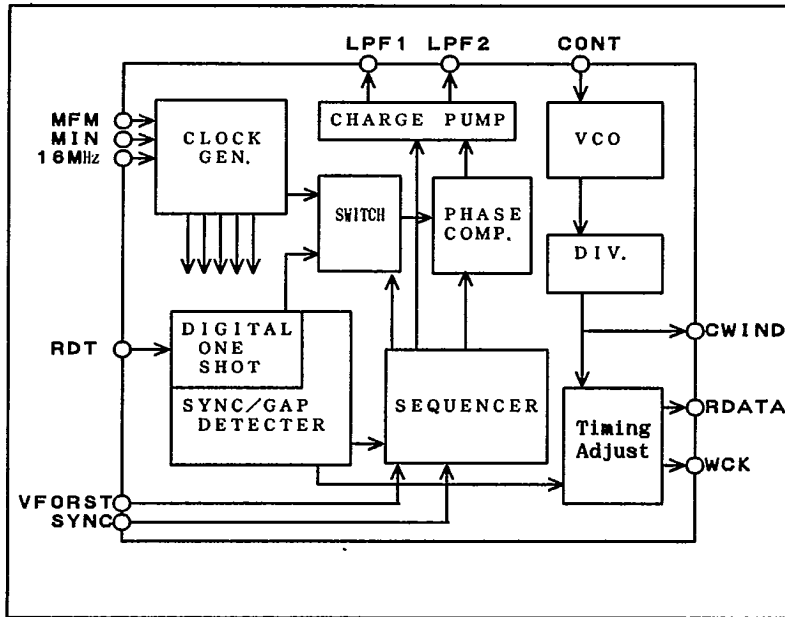 LPF1 LPF2 CONT
MFM
MIN
16MHz
CLOCK
GEN.
CHARGE PUMP
VCO
SWITCH
PHASE
COMP.
DIV.
RDT
DIGITAL
ONE
SHOT
SYNC/GAP
DETECTER
SEQUENCER
Timing
Adjust
CWIND
RDATA
WCK
VFORST
SYNC